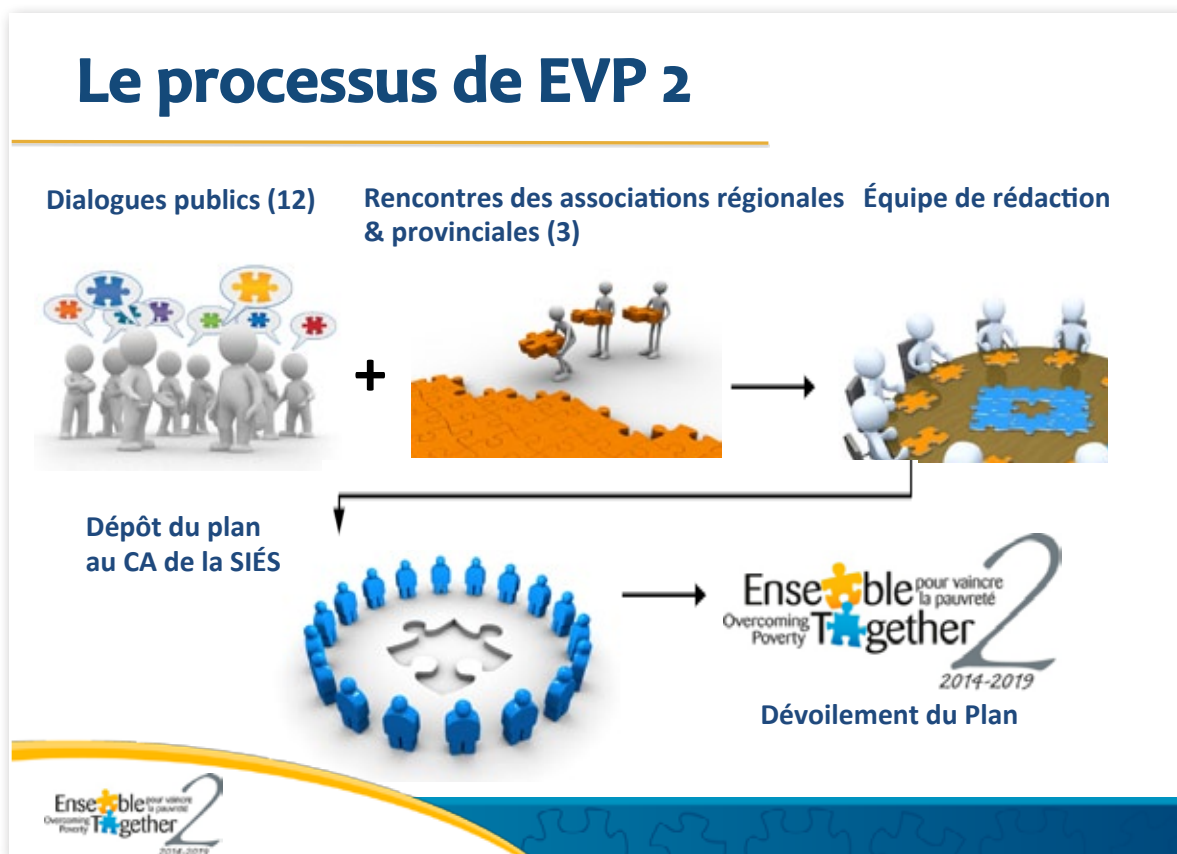 Le processus de EVP 2
Dialogues publics (12)
Rencontres des associations régionales
& provinciales (3)
Équipe de rédaction
+
Dépôt du plan
au CA de la SIÉS
Ensemble pour vaincre
la pauvreté
Overcoming
Poverty Together
2
2014-2019
Dévoilement du Plan
Ensemble pour vaincre
la pauvreté
Overcoming
Poverty Together
2
2014-2019